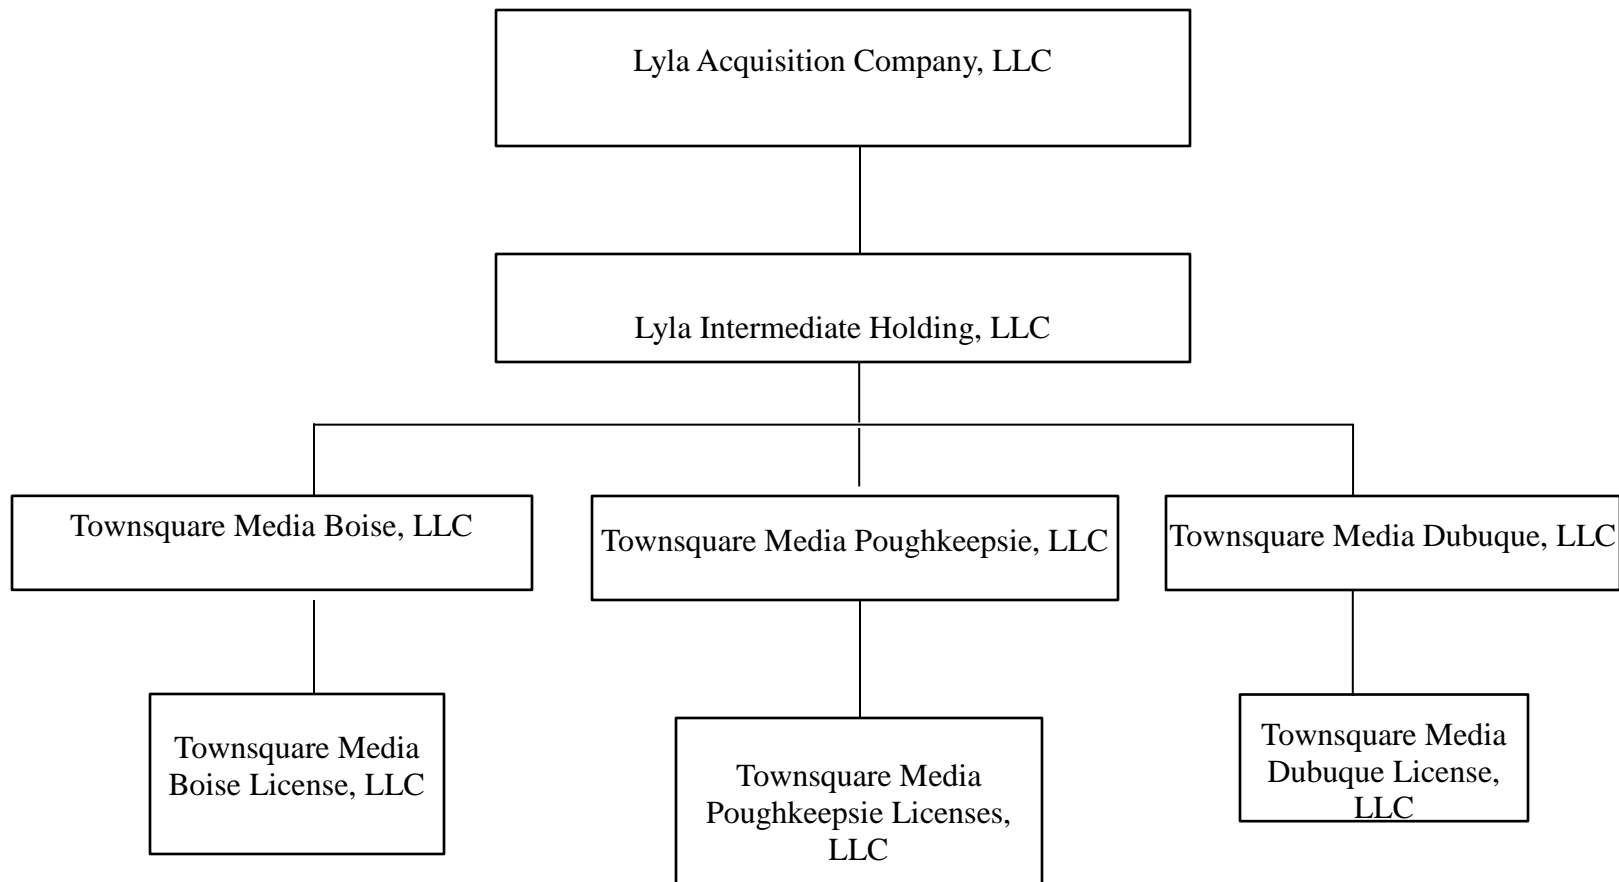 Lyla Acquisition Company, LLC
Lyla Intermediate Holding, LLC
Townsquare Media Boise, LLC
Townsquare Media Poughkeepsie, LLC
Townsquare Media Dubuque, LLC
Townsquare Media
Boise License, LLC
Townsquare Media
Poughkeepsie Licenses,
LLC
Townsquare Media
Dubuque License,
LLC